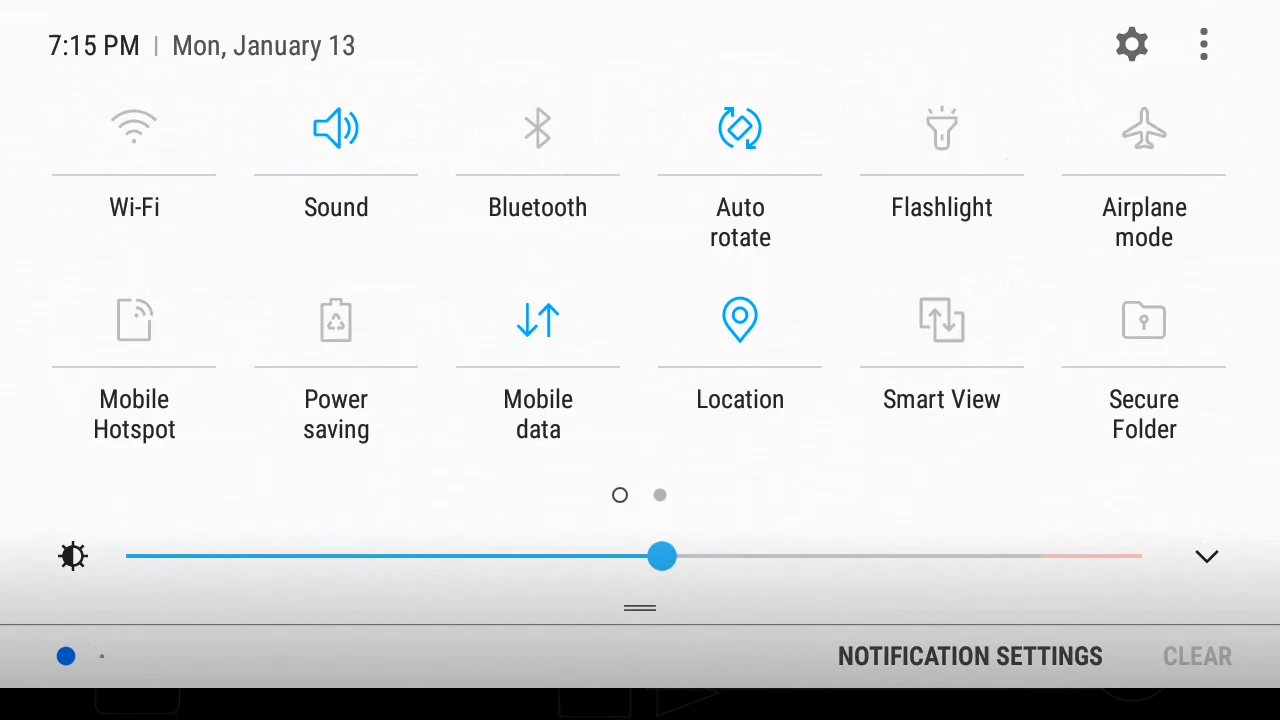 7:15 PM | Mon, January 13
Wi-Fi
Sound
Bluetooth
Auto
rotate
Flashlight
Airplane
mode
Mobile
Hotspot
Power
saving
Mobile
data
Location
Smart View
Secure
Folder
NOTIFICATION SETTINGS
CLEAR